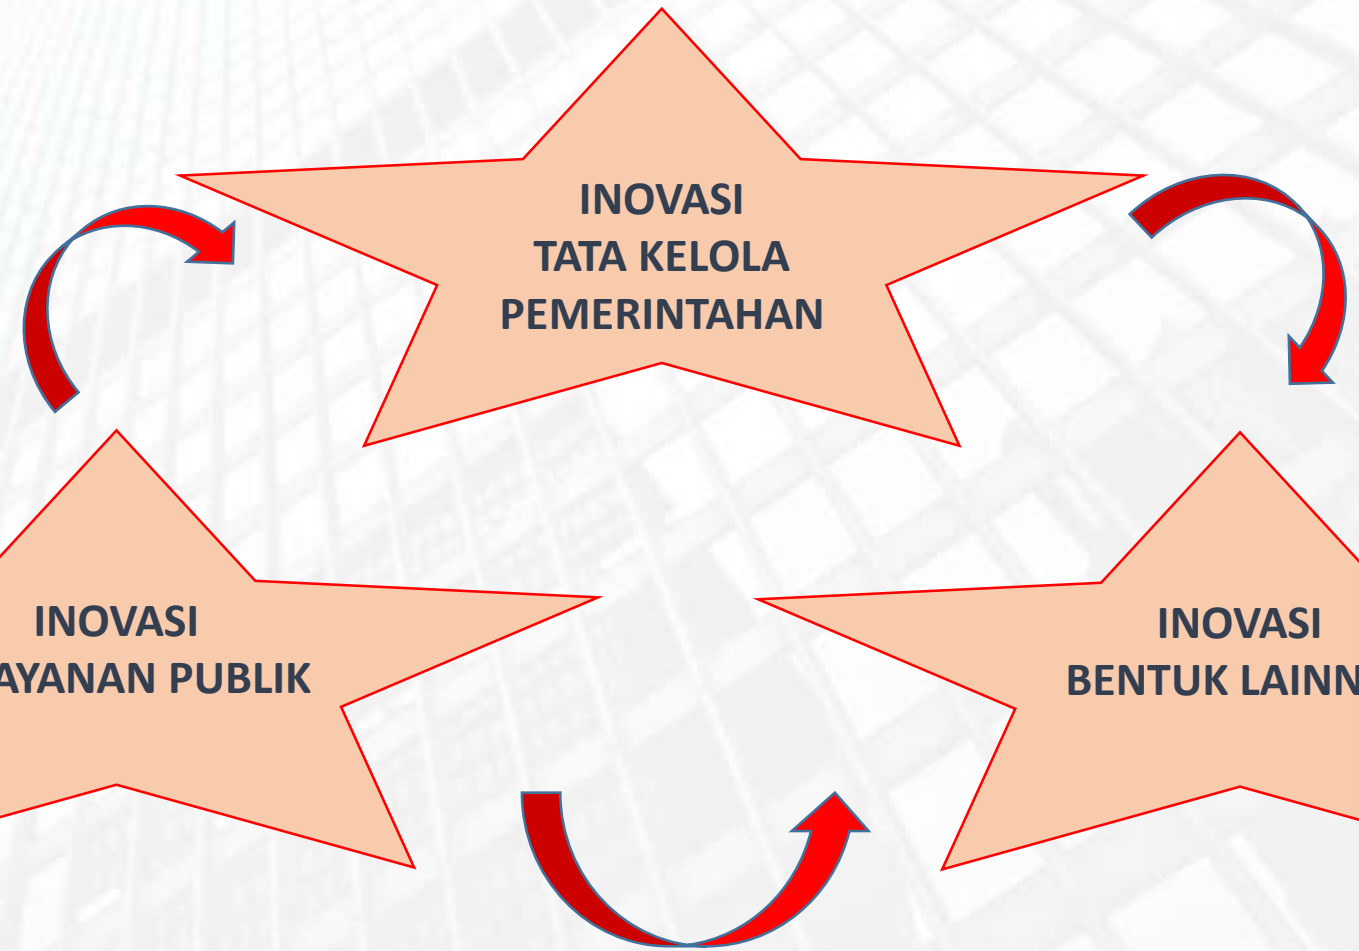 INOVASI
TATA KELOLA
PEMERINTAHAN
INOVASI
AYANAN PUBLIK
INOVASI
BENTUK LAINN